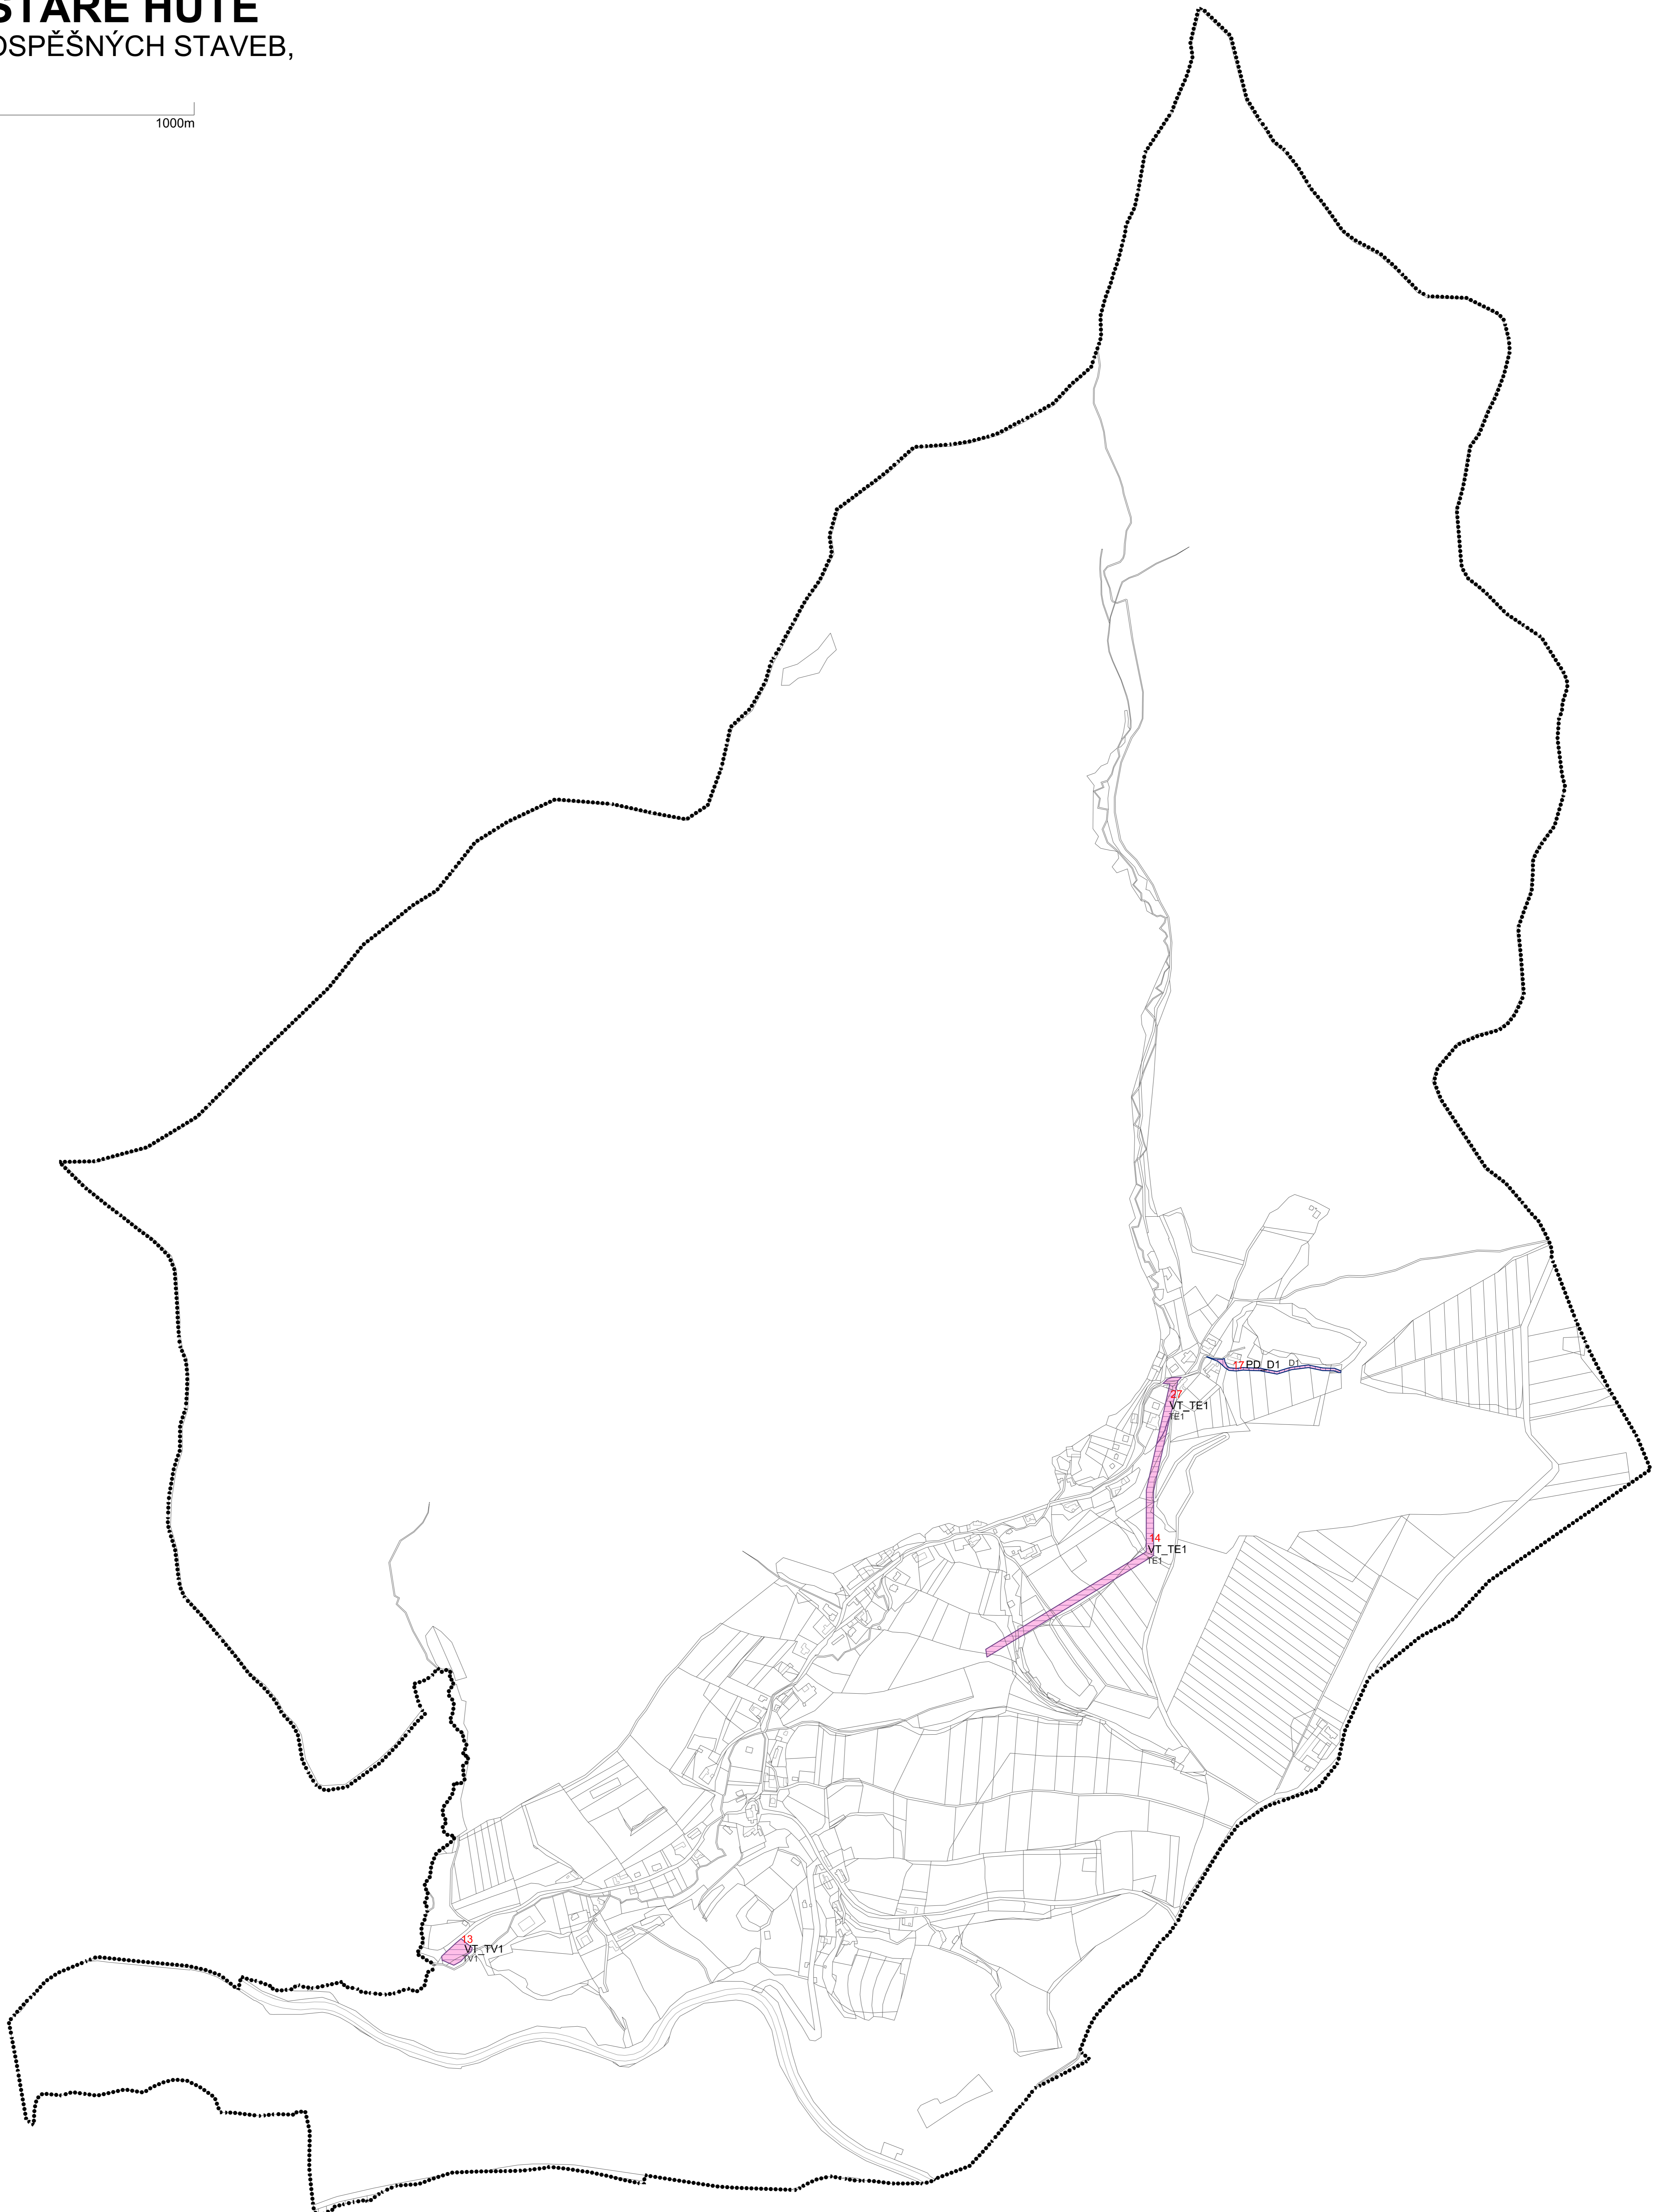 STARÉ HUTĚ
OSPĚŠNÝCH STAVEB,
1000m
17 PD_D1 D1
27
VT_TE1
TE1
14
VT_TE1
TE1
13
VT_TV1
TV1